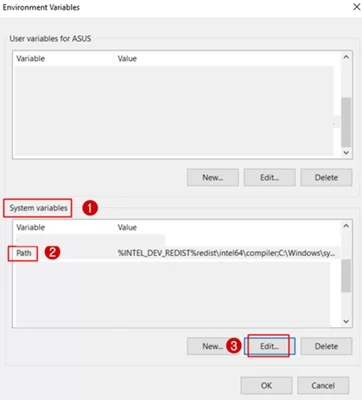 Environment Variables
User variables for ASUS
Variable Value
New... Edit... Delete
System variables 1
Variable Value
Path 2 %INTEL_DEV_REDIST%redist\intel64\compiler;C:\Windows\sy...
New... 3 Edit... Delete
OK Cancel